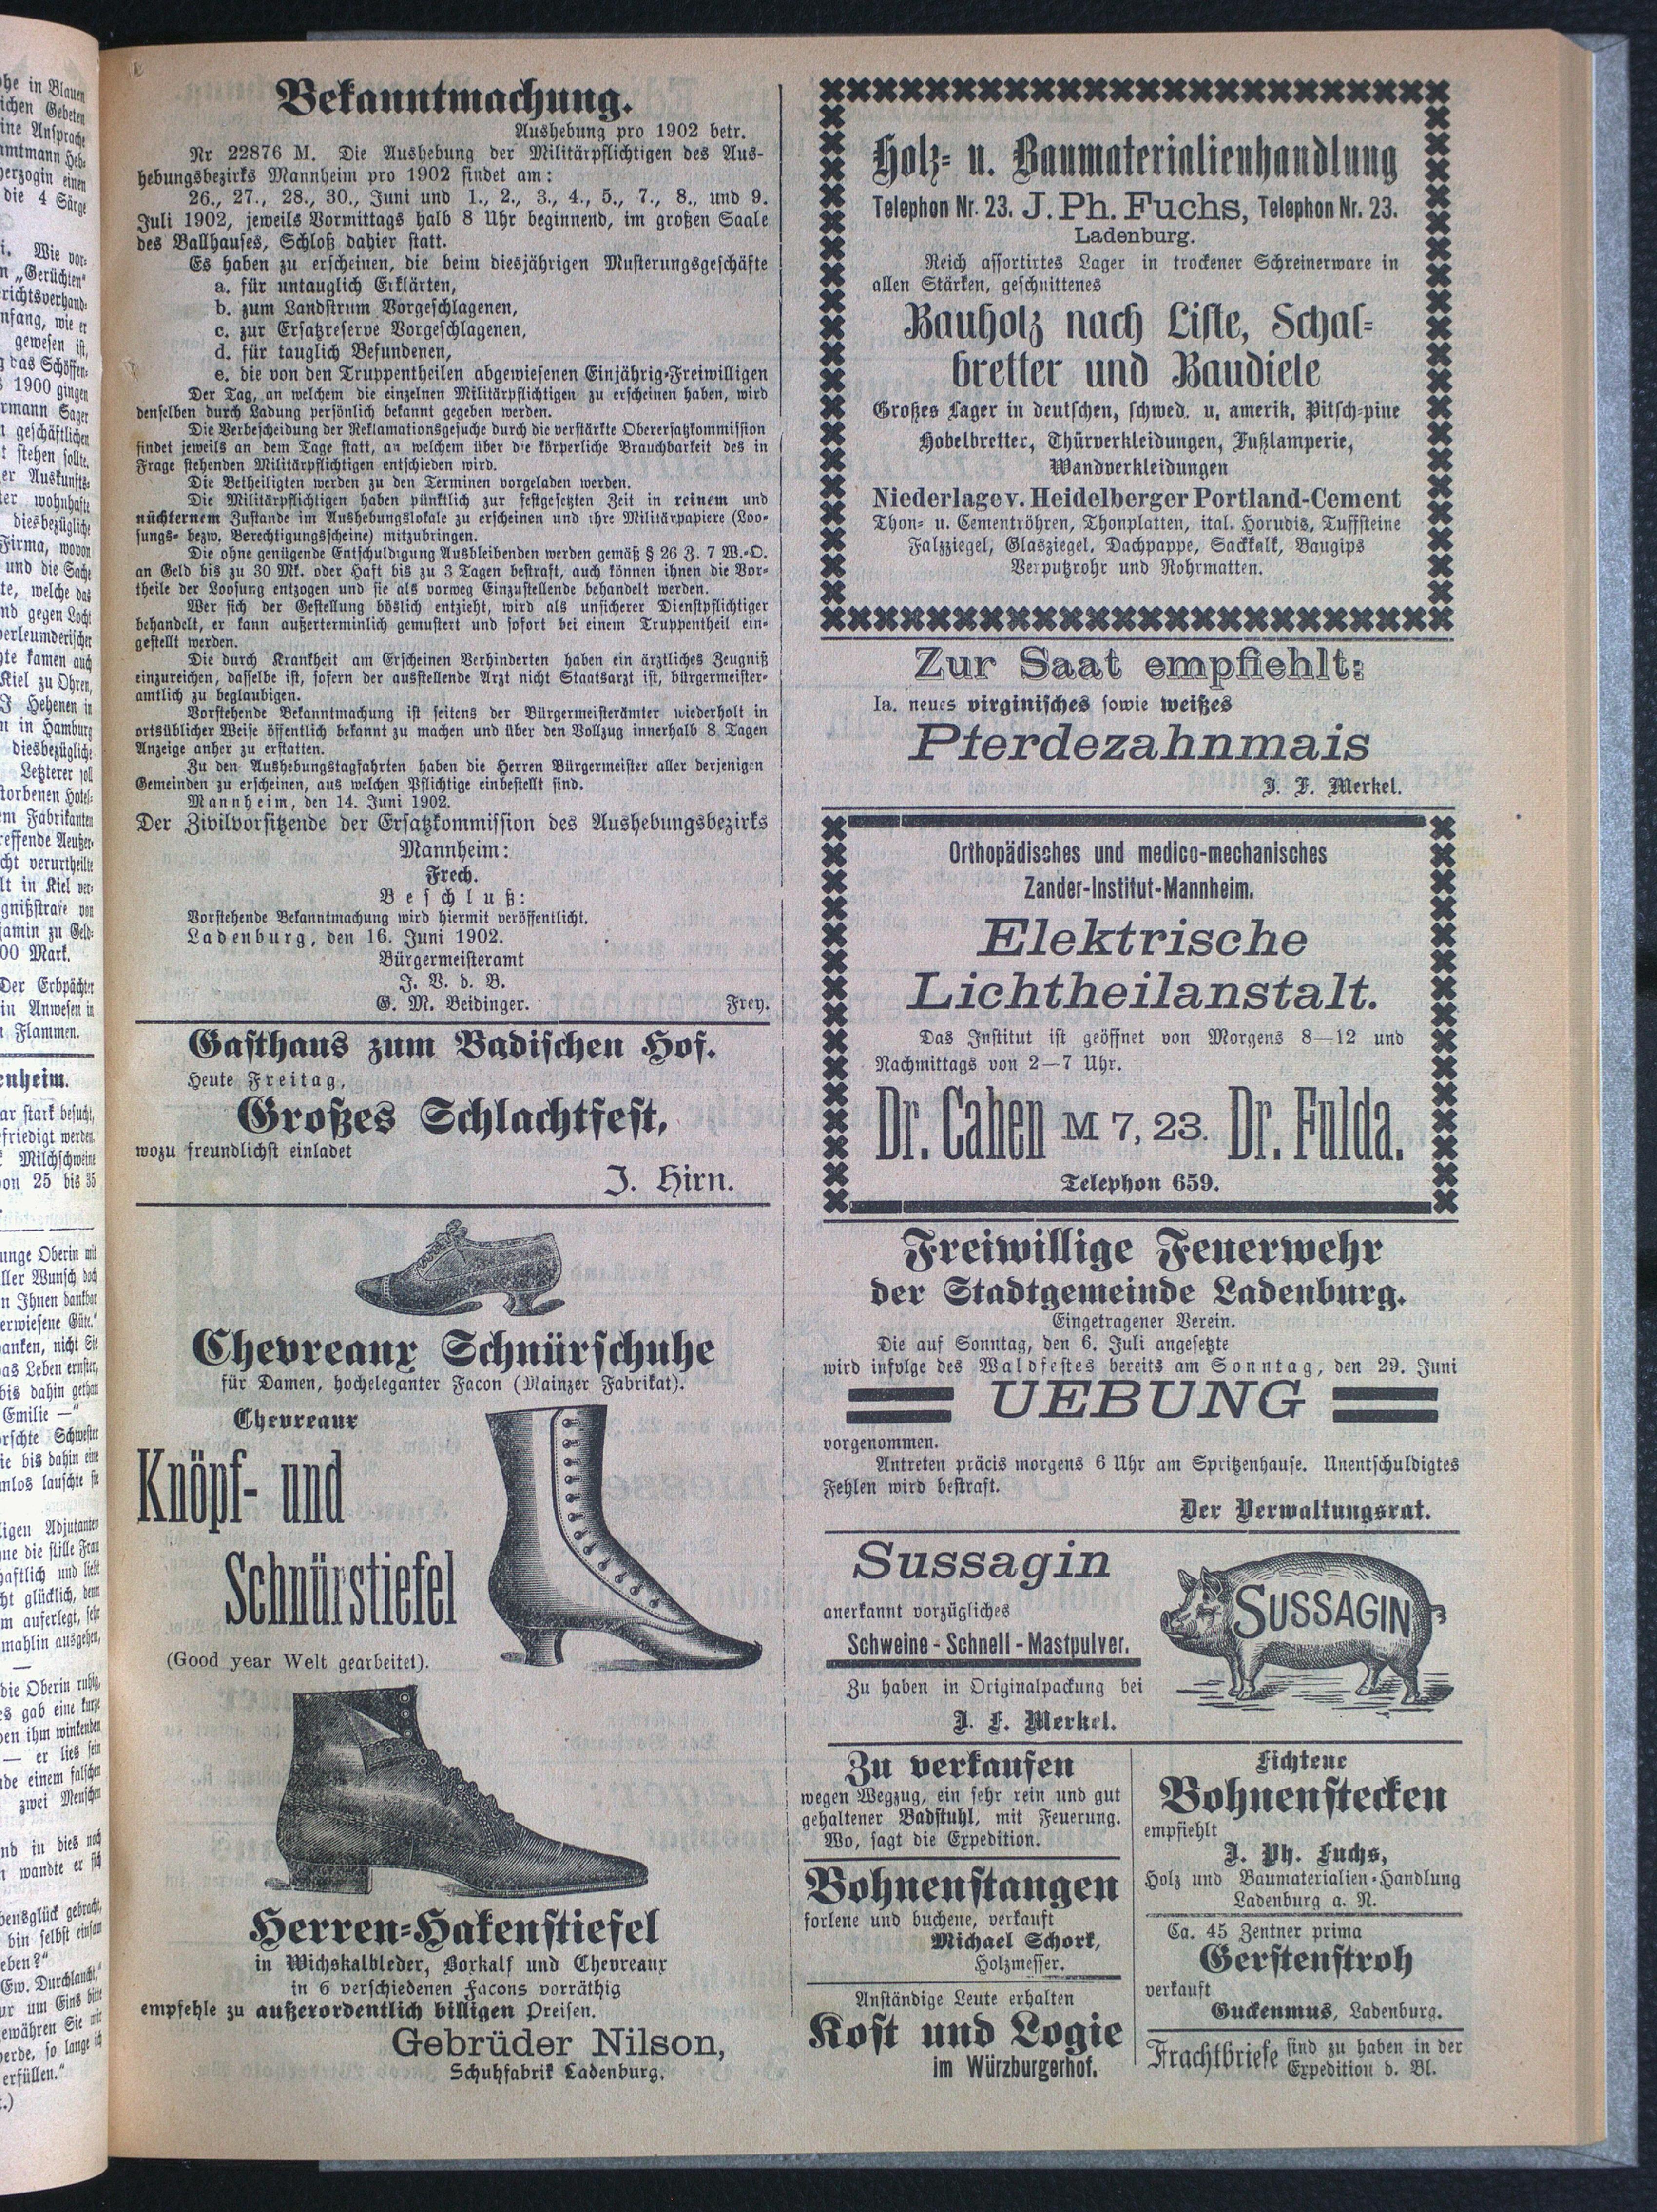 Bekanntmachung.
Aushebung pro 1902 betr.
Nr 22876 M. Die Aushebung der Militärpflichtigen des Aus-
hebungsbezirks Mannheim pro 1902 findet am:
26., 27., 28., 30., Juni und 1., 2., 3., 4., 5., 7., 8., und 9.
Juli 1902, jeweils Vormittags halb 8 Uhr beginnend, im großen Saale
des Ballhauses, Schloß dahier statt.
Es haben zu erscheinen, die beim diesjährigen Musterungsgeschäfte
a. für untauglich Erklärten,
b. zum Landstrum Vorgeschlagenen,
c. zur Ersatzreserve Vorgeschlagenen,
d. für tauglich Befundenen,
e. die von den Truppentheilen abgewiesenen Einjährig-Freiwilligen
Der Tag, an welchem die einzelnen Militärpflichtigen zu erscheinen haben, wird
denselben durch Ladung persönlich bekannt gegeben werden.
Die Verbescheidung der Reklamationsgesuche durch die verstärkte Oberersatzkommission
findet jeweils an dem Tage statt, an welchem über die körperliche Brauchbarkeit des in
Frage stehenden Militärpflichtigen entschieden wird.
Die Betheiligten werden zu den Terminen vorgeladen werden.
Die Militärpflichtigen haben pünktlich zur festgesetzten Zeit in reinem und
nüchternem Zustande im Aushebungslokale zu erscheinen und ihre Militärpapiere (Loo-
sungs- bezw. Berechtigungsscheine) mitzubringen.
Die ohne genügende Entschuldigung Ausbleibenden werden gemäß § 26 Z. 7 W.-O.
an Geld bis zu 30 Mk. oder Haft bis zu 3 Tagen bestraft, auch können ihnen die Vor-
theile der Loosung entzogen und sie als vorweg Einzustellende behandelt werden.
Wer sich der Gestellung böslich entzieht, wird als unsicherer Dienstpflichtiger
behandelt, er kann außerterminlich gemustert und sofort bei einem Truppentheil ein-
gestellt werden.
Die durch Krankheit am Erscheinen Verhinderten haben ein ärztliches Zeugniß
einzureichen, dasselbe ist, sofern der ausstellende Arzt nicht Staatsarzt ist, bürgermeister-
amtlich zu beglaubigen.
Vorstehende Bekanntmachung ist seitens der Bürgermeisterämter wiederholt in
ortsüblicher Weise öffentlich bekannt zu machen und über den Vollzug innerhalb 8 Tagen
Anzeige anher zu erstatten.
Zu den Aushebungstagfahrten haben die Herren Bürgermeister aller derjenigen
Gemeinden zu erscheinen, aus welchen Pflichtige einbestellt sind.
Mannheim, den 14. Juni 1902.
Der Zivilvorsitzende der Ersatzkommission des Aushebungsbezirks
Mannheim:
Frech.
Beschluß:
Vorstehende Bekanntmachung wird hiermit veröffentlicht.
Ladenburg, den 16. Juni 1902.
Bürgermeisteramt
J. V. d. B.
G. M. Beidinger. Frey.
Gasthaus zum Badischen Hof.
Heute Freitag,
Großes Schlachtfest,
wozu freundlichst einladet
J. Hirn.
Chevreaux Schnürschuhe
für Damen, hocheleganter Facon (Mainzer Fabrikat).
Chevreaux
Knöpf- und
Schnürstiefel
(Good year Welt gearbeitet).
Herren-Hakenstiefel
in Wichskalbleder, Borkalf und Chevreaux
in 6 verschiedenen Facons vorräthig
empfehle zu außerordentlich billigen Preisen.
Gebrüder Nilson,
Schuhfabrik Ladenburg.
Holz- u. Baumaterialienhandlung
Telephon Nr. 23. J. Ph. Fuchs, Telephon Nr. 23.
Ladenburg.
Reich assortirtes Lager in trockener Schreinerware in
allen Stärken, geschnittenes
Bauholz nach Liste, Schal-
bretter und Baudiele
Großes Lager in deutschen, schwed. u. amerik. Pitsch-pine
Hobelbretter, Thürverkleidungen, Fußlamperie,
Wandverkleidungen
Niederlage v. Heidelberger Portland-Cement
Thon- u. Cementröhren, Thonplatten, ital. Horudis, Tuffsteine
Falzziegel, Glasziegel, Dachpappe, Sackkalk, Baugips
Verputzrohr und Rohrmatten.
Zur Saat empfiehlt:
Ia. neues virginisches sowie weißes
Pferdezahnmais
J. F. Merkel.
Orthopädisches und medico-mechanisches
Zander-Institut-Mannheim.
Elektrische
Lichtheilanstalt.
Das Institut ist geöffnet von Morgens 8—12 und
Nachmittags von 2—7 Uhr.
Dr. Cahen M 7, 23. Dr. Fulda.
Telephon 659.
Freiwillige Feuerwehr
der Stadtgemeinde Ladenburg.
Eingetragener Verein.
Die auf Sonntag, den 6. Juli angesetzte
wird infolge des Waldfestes bereits am Sonntag, den 29. Juni
UEBUNG
vorgenommen.
Antreten präcis morgens 6 Uhr am Spritzenhause. Unentschuldigtes
Fehlen wird bestraft.
Der Verwaltungsrat.
Sussagin
anerkannt vorzügliches
Schweine-Schnell-Mastpulver.
Zu haben in Originalpackung bei
J. F. Merkel.
SUSSAGIN
Zu verkaufen
wegen Wegzug, ein sehr rein und gut
gehaltener Badstuhl, mit Feuerung.
Wo, sagt die Expedition.
Bohnenstangen
forlene und buchene, verkauft
Michael Schork,
Holzmesser.
Anständige Leute erhalten
Kost und Logie
im Würzburgerhof.
Fichtene
Bohnenstecken
empfiehlt
J. Ph. Fuchs,
Holz und Baumaterialien-Handlung
Ladenburg a. N.
Ca. 45 Zentner prima
Gerstenstroh
verkauft
Guckenmus, Ladenburg.
Frachtbriefe sind zu haben in der
Expedition d. Bl.